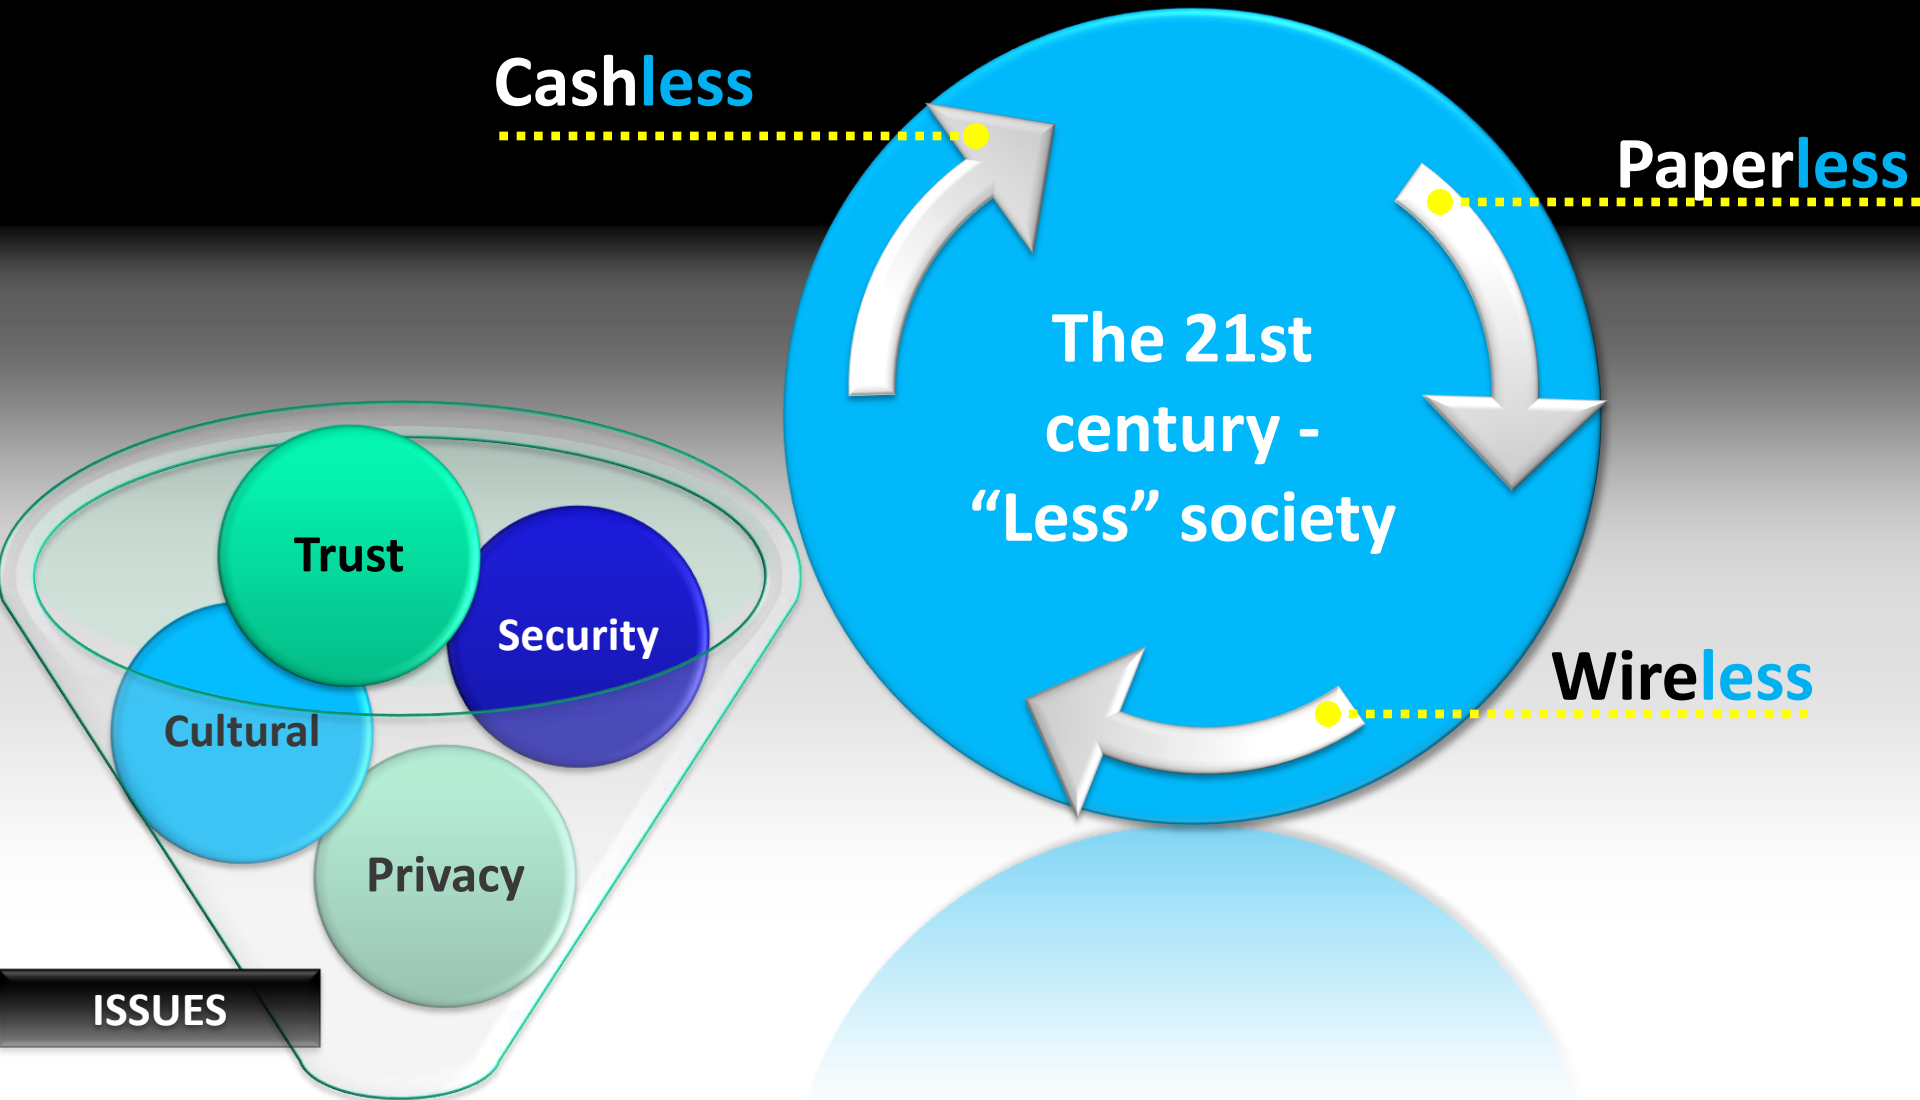 Cashless
Paperless
The 21st
century -
“Less” society
Wireless
Trust
Security
Cultural
Privacy
ISSUES